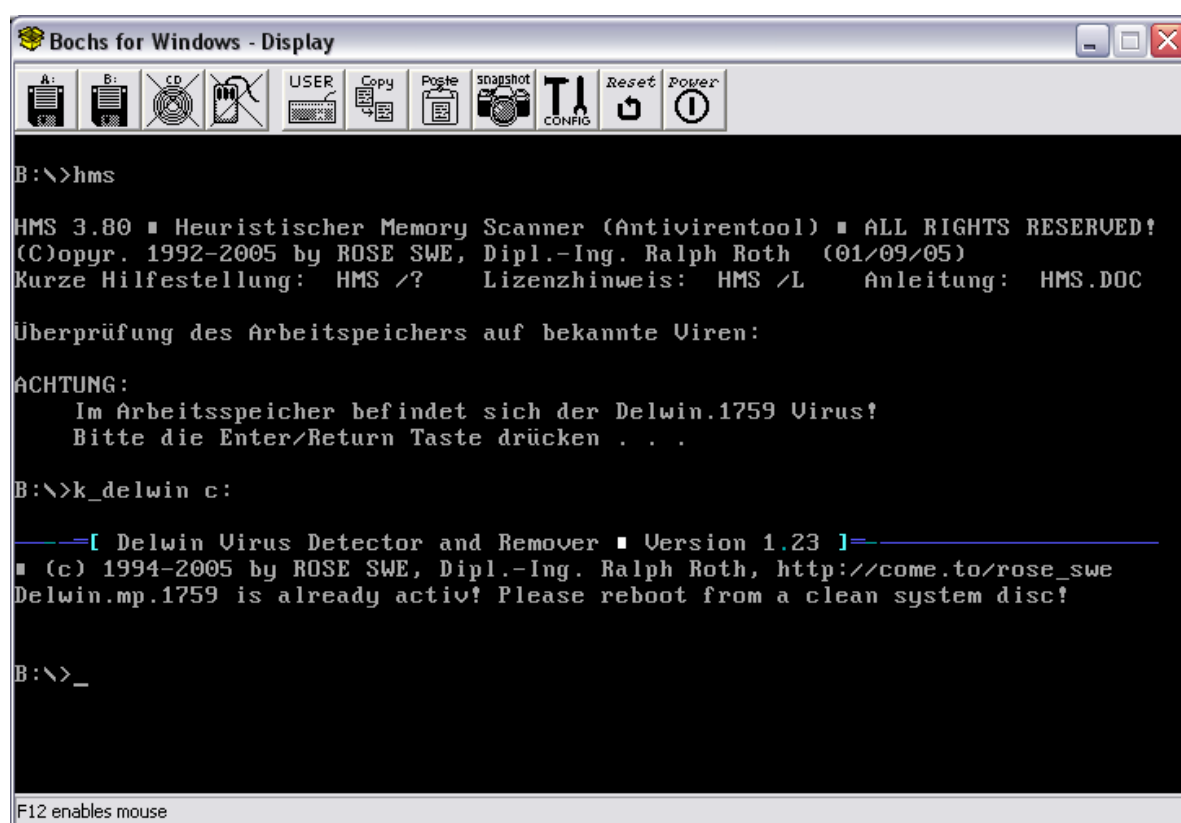 Bochs for Windows - Display
A: B: CD USER Copy Paste snapshot CONFIG Reset Power
B:\>hms
HMS 3.80 ■ Heuristischer Memory Scanner (Antivirentool) ■ ALL RIGHTS RESERVED!
(C)opyr. 1992-2005 by ROSE SWE, Dipl.-Ing. Ralph Roth (01/09/05)
Kurze Hilfestellung: HMS /? Lizenzhinweis: HMS /L Anleitung: HMS.DOC
Überprüfung des Arbeitspeichers auf bekannte Viren:
ACHTUNG:
Im Arbeitsspeicher befindet sich der Delwin.1759 Virus!
Bitte die Enter/Return Taste drücken . . .
B:\>k_delwin c:
[ Delwin Virus Detector and Remover ■ Version 1.23 ]
■ (c) 1994-2005 by ROSE SWE, Dipl.-Ing. Ralph Roth, http://come.to/rose_swe
Delwin.mp.1759 is already activ! Please reboot from a clean system disc!
B:\>_
F12 enables mouse